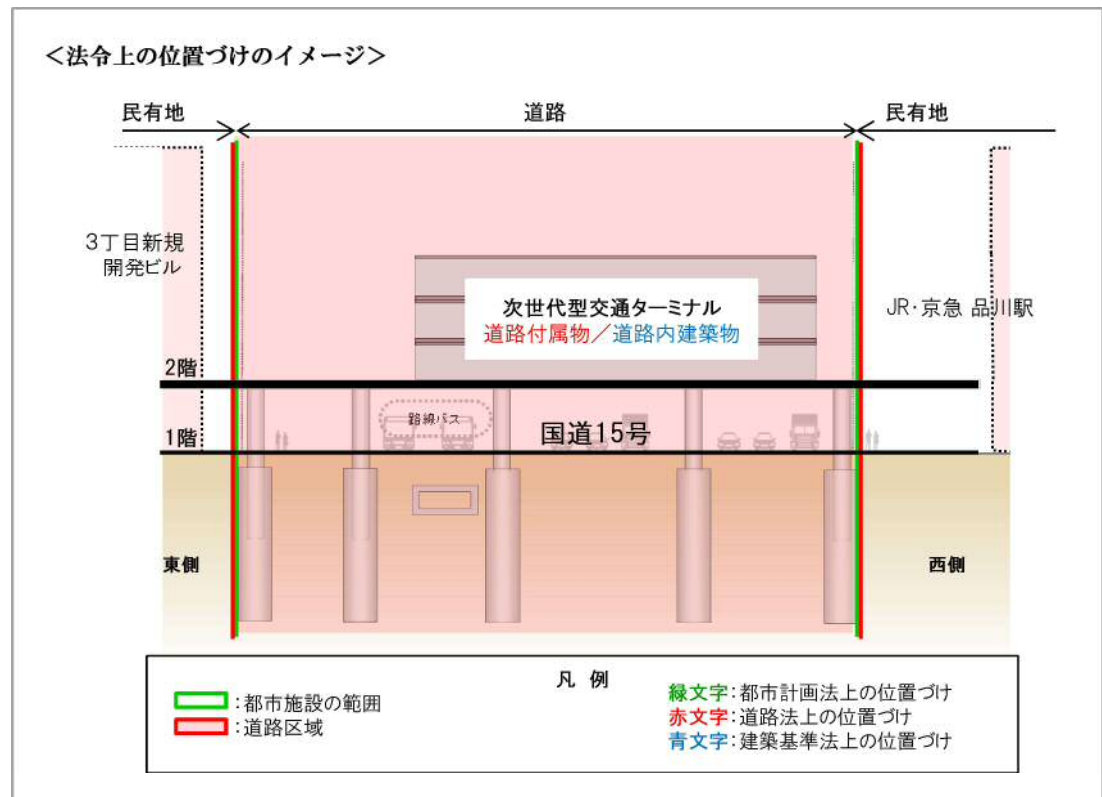 <法令上の位置づけのイメージ>
民有地
道路
民有地
3丁目新規
開発ビル
次世代型交通ターミナル
道路付属物/道路内建築物
JR・京急 品川駅
2階
路線バス
1階
国道15号
東側
西側
凡 例
:都市施設の範囲
:道路区域
緑文字:都市計画法上の位置づけ
赤文字:道路法上の位置づけ
青文字:建築基準法上の位置づけ